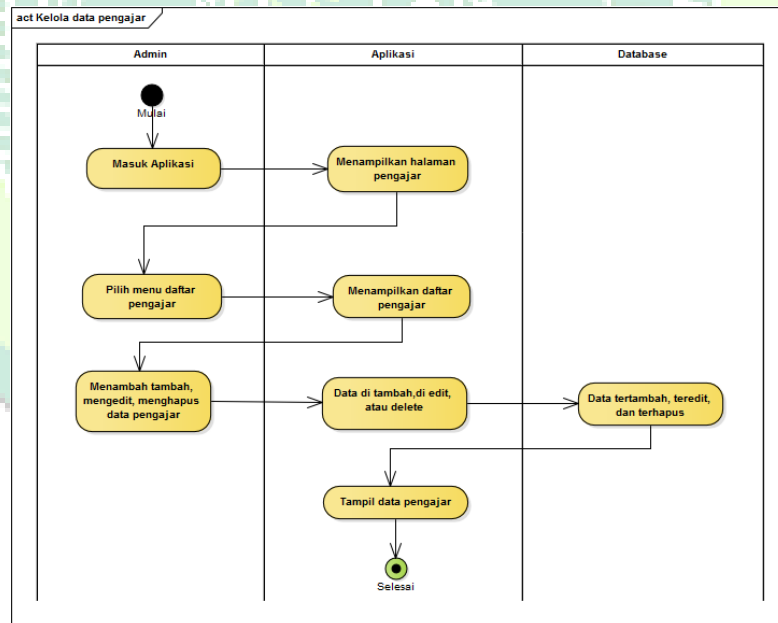 act Kelola data pengajar
Admin
Aplikasi
Database
Mulai
Masuk Aplikasi
Menampilkan halaman
pengajar
Pilih menu daftar
pengajar
Menampilkan daftar
pengajar
Menambah tambah,
mengedit, menghapus
data pengajar
Data di tambah,di edit,
atau delete
Data tertambah, teredit,
dan terhapus
Tampil data pengajar
Selesai